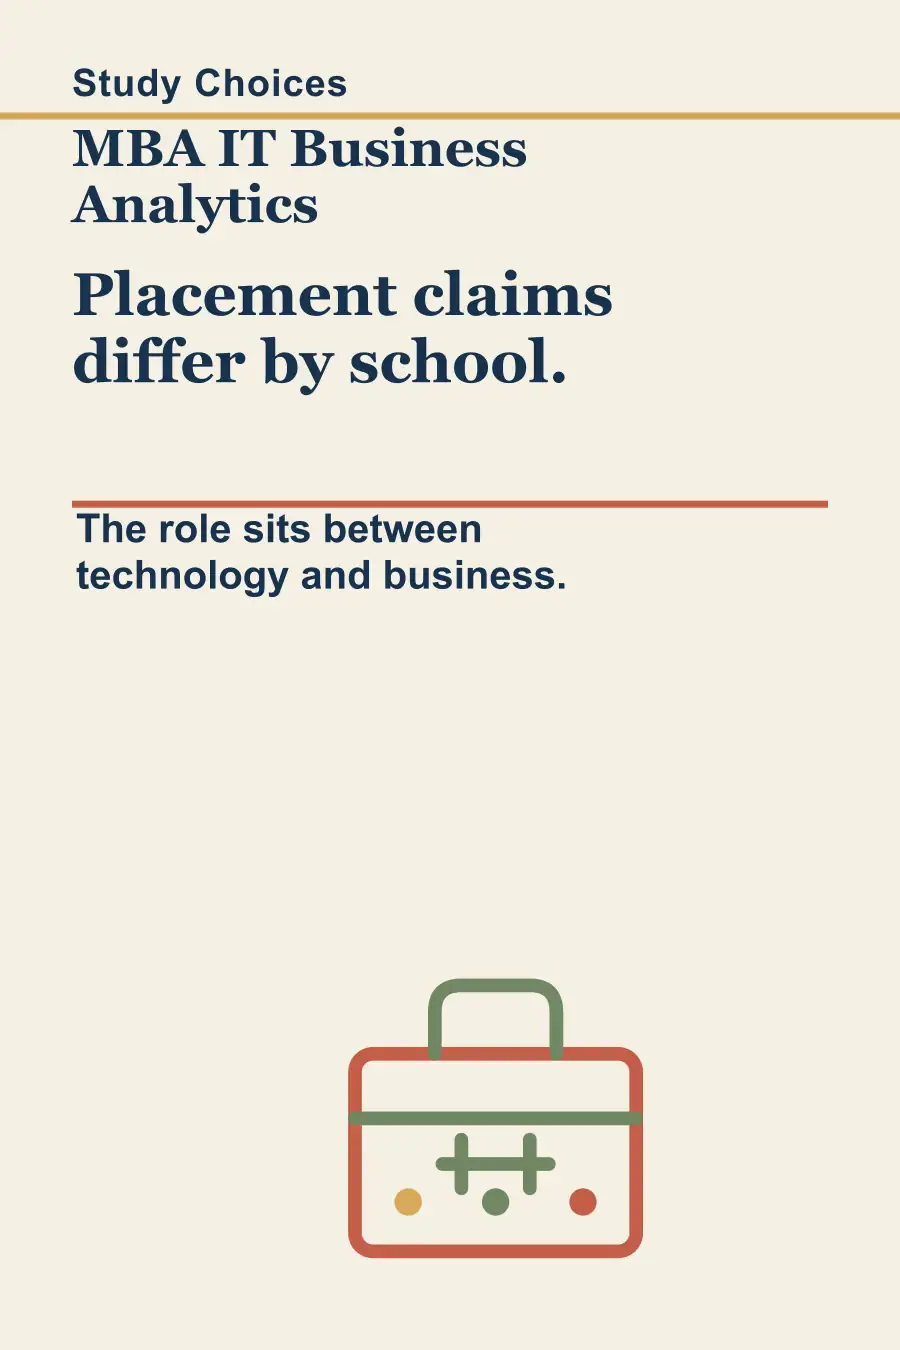 Study Choices
MBA IT Business
Analytics
Placement claims
differ by school.
The role sits between
technology and business.